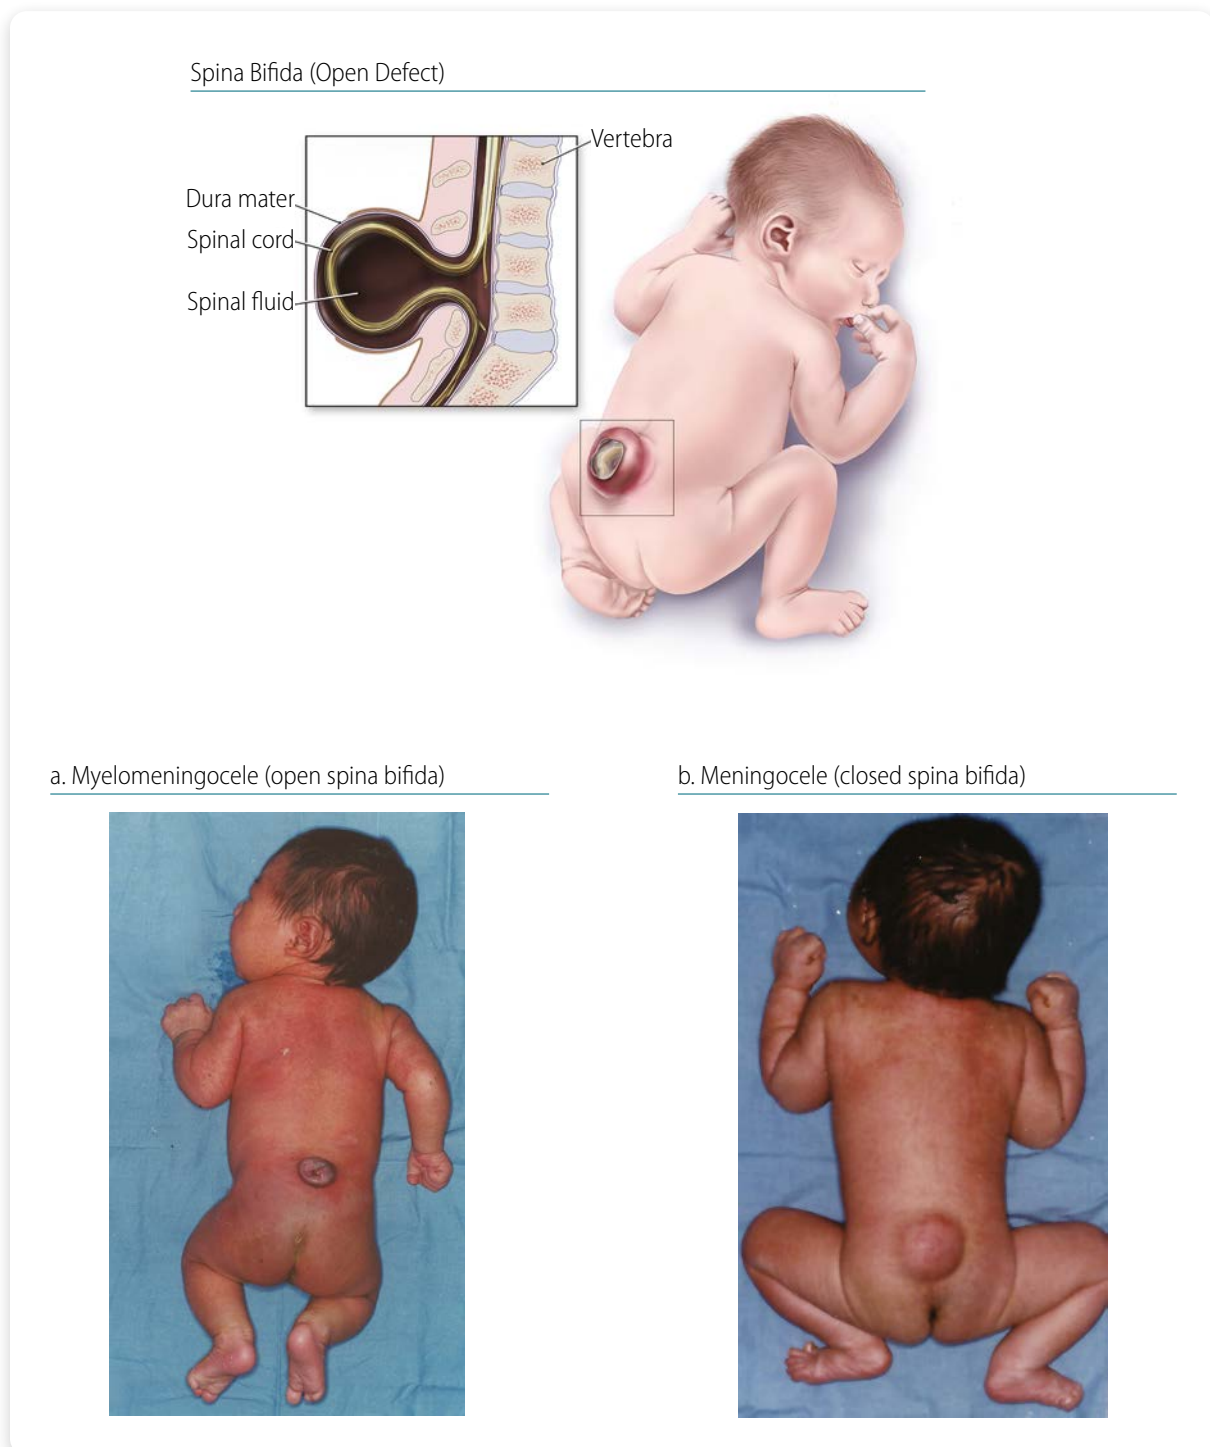 Spina Bifida (Open Defect)
Vertebra
Dura mater
Spinal cord
Spinal fluid
a. Myelomeningocele (open spina bifida)
b. Meningocele (closed spina bifida)